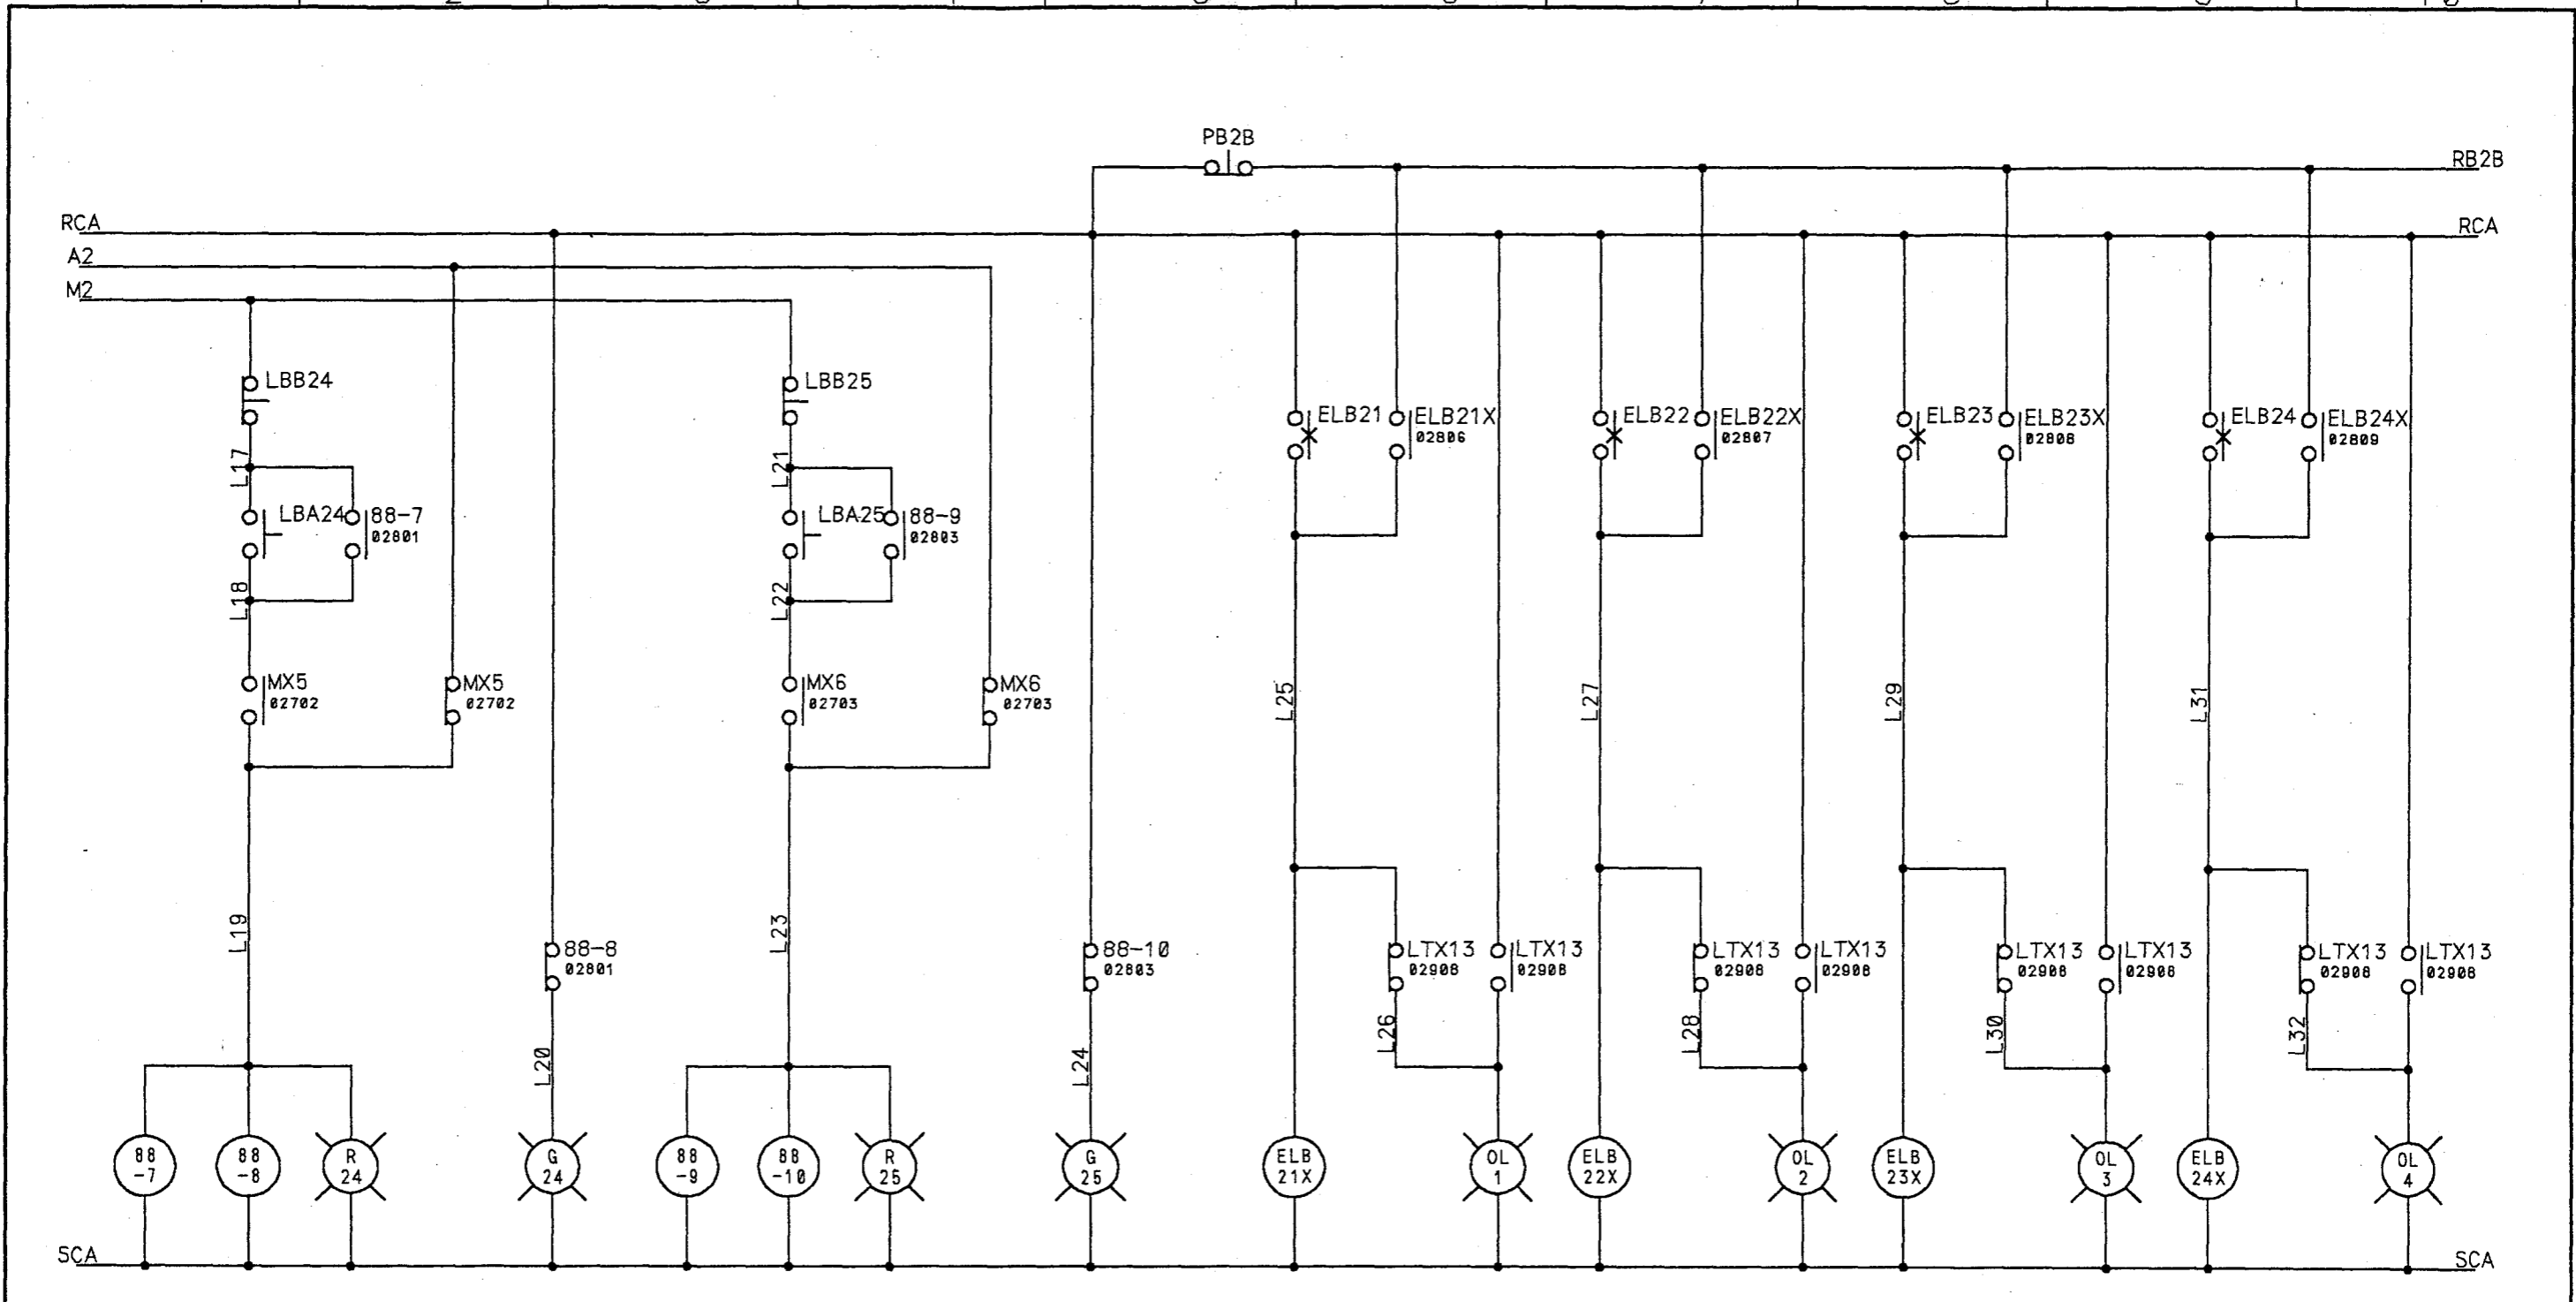 PB2B
RB2B
RCA
RCA
A2
M2
LBB24
LBB25
ELB21
ELB21X
02806
ELB22
ELB22X
02807
ELB23
ELB23X
02808
ELB24
ELB24X
02809
L17
L21
LBA24
88-7
02801
LBA25
88-9
02803
L18
L22
MX5
02702
MX5
02702
MX6
02703
MX6
02703
L25
L27
L29
L31
L19
L23
88-8
02801
88-10
02803
LTX13
02908
LTX13
02908
LTX13
02908
LTX13
02908
LTX13
02908
LTX13
02908
LTX13
02908
LTX13
02908
L20
L24
L26
L28
L30
L32
88
-7
88
-8
R
24
G
24
88
-9
88
-10
R
25
G
25
ELB
21X
OL
1
ELB
22X
OL
2
ELB
23X
OL
3
ELB
24X
OL
4
SCA
SCA